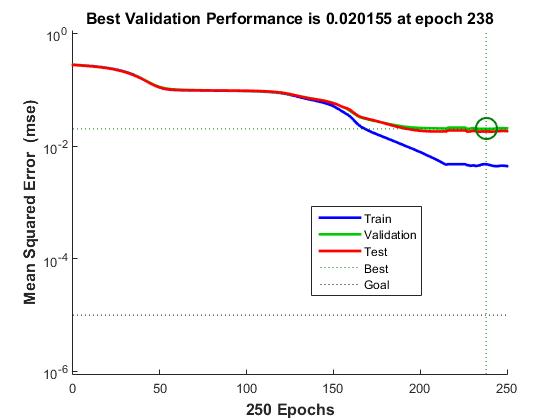 Best Validation Performance is 0.020155 at epoch 238
Mean Squared Error (mse)
10^0
10^-2
10^-4
10^-6
Train
Validation
Test
Best
Goal
0 50 100 150 200 250
250 Epochs